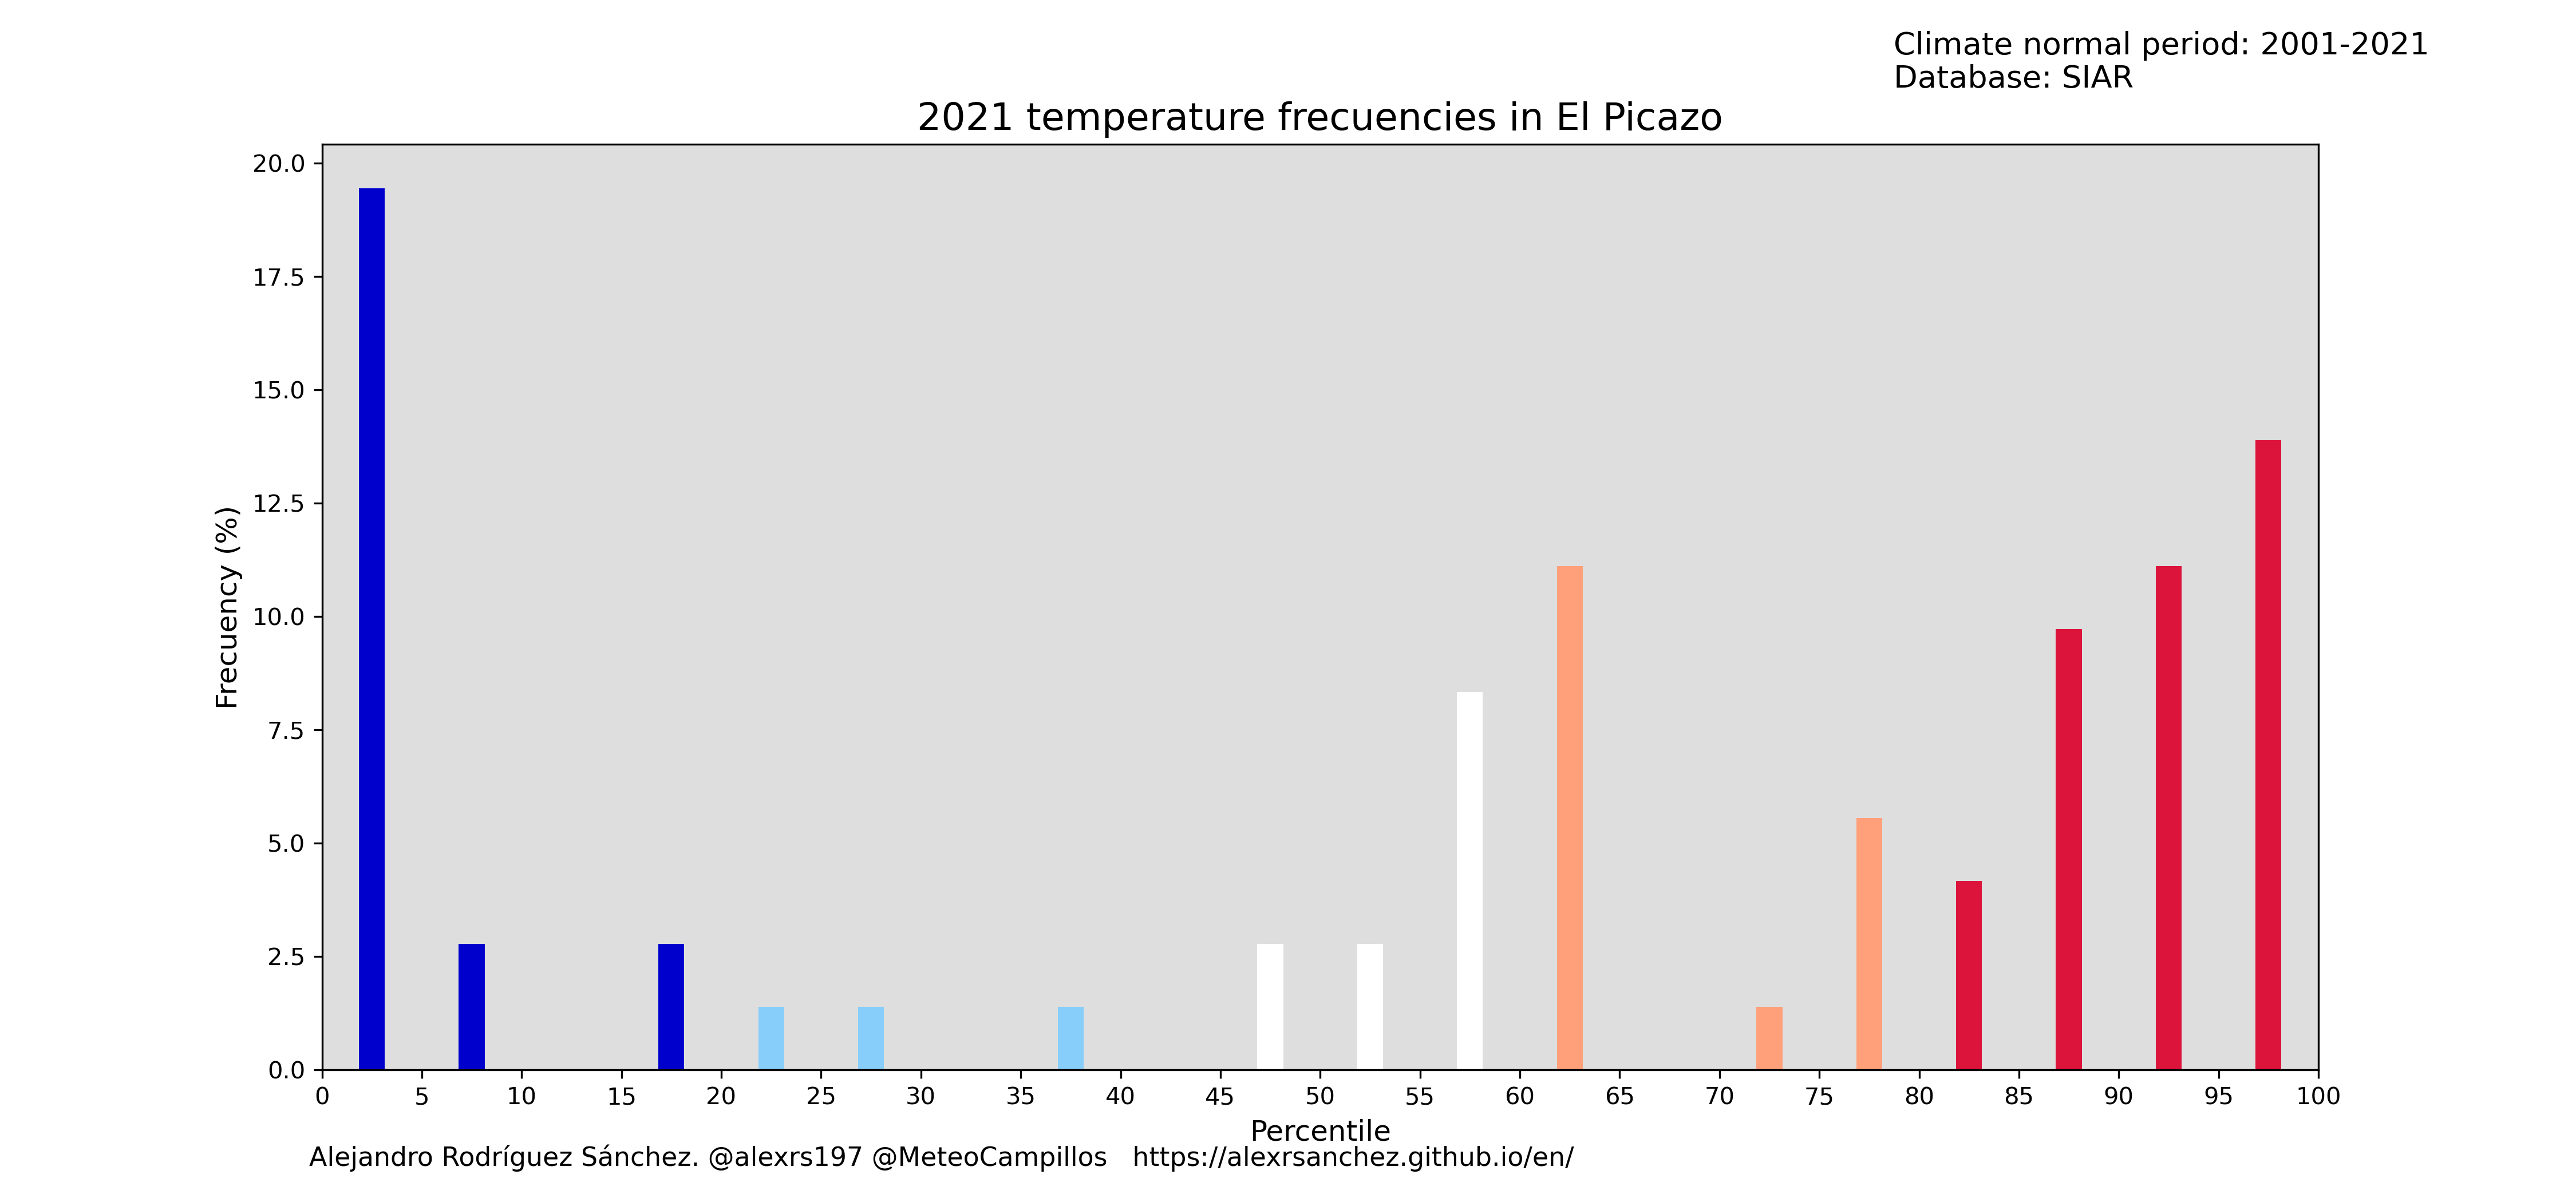 Climate normal period: 2001-2021
Database: SIAR
2021 temperature frecuencies in El Picazo
20.0
17.5
15.0
12.5
10.0
7.5
5.0
2.5
0.0
Frecuency (%)
0 5 10 15 20 25 30 35 40 45 50 55 60 65 70 75 80 85 90 95 100
Percentile
Alejandro Rodríguez Sánchez. @alexrs197 @MeteoCampillos https://alexrsanchez.github.io/en/